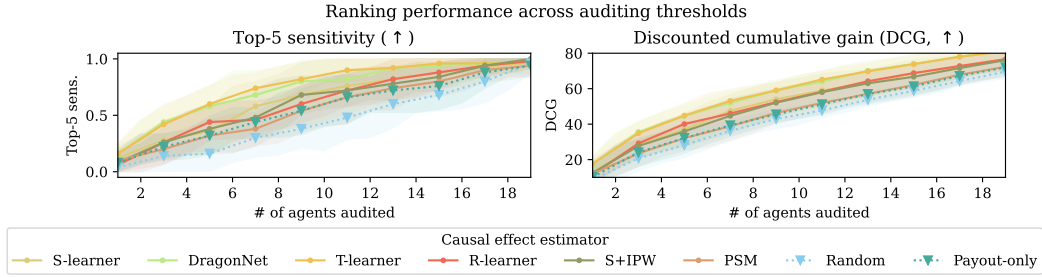 Ranking performance across auditing thresholds
Top-5 sensitivity (↑)
Top-5 sens.
1.0
0.5
0.0
2 4 6 8 10 12 14 16 18
# of agents audited
Discounted cumulative gain (DCG, ↑)
DCG
80
60
40
20
2 4 6 8 10 12 14 16 18
# of agents audited
Causal effect estimator
S-learner DragonNet T-learner R-learner S+IPW PSM Random Payout-only